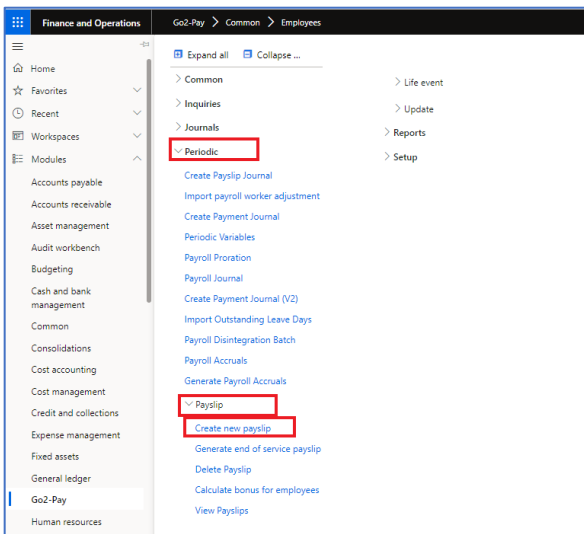 Finance and Operations
Go2-Pay > Common > Employees
Home
Favorites
Recent
Workspaces
Modules
Accounts payable
Accounts receivable
Asset management
Audit workbench
Budgeting
Cash and bank
management
Common
Consolidations
Cost accounting
Cost management
Credit and collections
Expense management
Fixed assets
General ledger
Go2-Pay
Human resources
Expand all
Collapse ...
Common
Inquiries
Journals
Periodic
Create Payslip Journal
Import payroll worker adjustment
Create Payment Journal
Periodic Variables
Payroll Proration
Payroll Journal
Create Payment Journal (V2)
Import Outstanding Leave Days
Payroll Disintegration Batch
Payroll Accruals
Generate Payroll Accruals
Payslip
Create new payslip
Generate end of service payslip
Delete Payslip
Calculate bonus for employees
View Payslips
Life event
Update
Reports
Setup